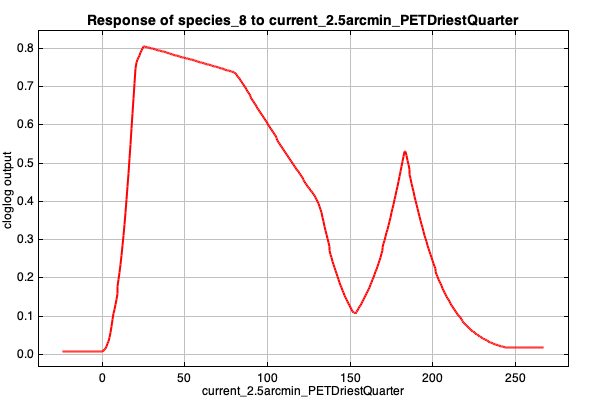 Response of species_8 to current_2.5arcmin_PETDriestQuarter
cloglog output
0.8
0.7
0.6
0.5
0.4
0.3
0.2
0.1
0.0
0 50 100 150 200 250
current_2.5arcmin_PETDriestQuarter